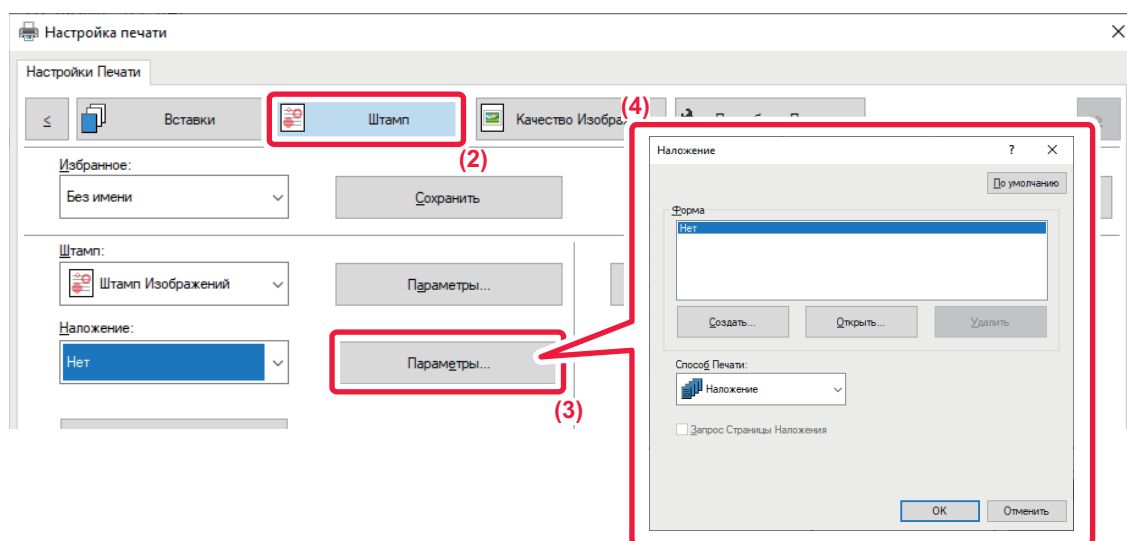 Настройка печати
Настройки Печати
≤ Вставки Штамп Качество Изобра
(4)
(2)
Избранное:
Без имени Сохранить
Штамп:
Штамп Изображений Параметры...
Наложение:
Нет Параметры...
(3)
Наложение ?
По умолчанию
Форма
Нет
Создать... Открыть... Удалить
Способ Печати:
Наложение
Запрос Страницы Наложения
OK Отменить